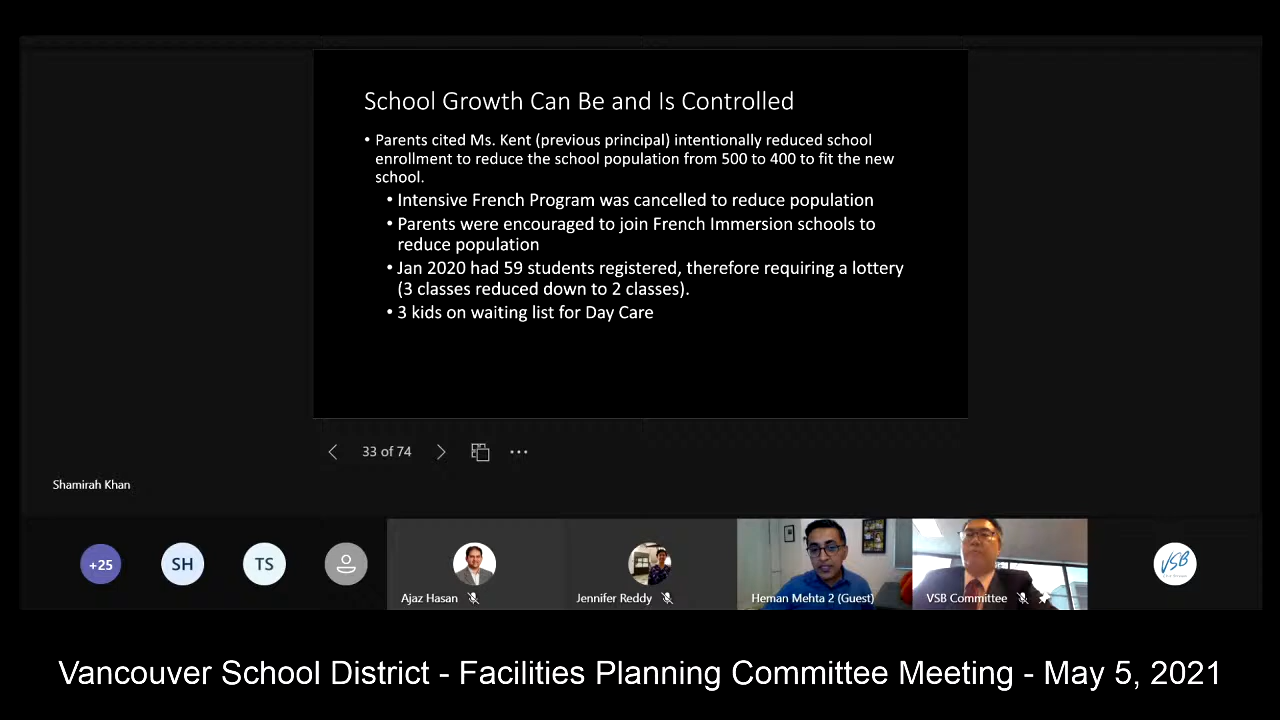 School Growth Can Be and Is Controlled
• Parents cited Ms. Kent (previous principal) intentionally reduced school
enrollment to reduce the school population from 500 to 400 to fit the new
school.
• Intensive French Program was cancelled to reduce population
• Parents were encouraged to join French Immersion schools to
reduce population
• Jan 2020 had 59 students registered, therefore requiring a lottery
(3 classes reduced down to 2 classes).
• 3 kids on waiting list for Day Care
33 of 74
Shamirah Khan
+25
SH
TS
Ajaz Hasan
Jennifer Reddy
Heman Mehta 2 (Guest)
VSB Committee
VSB
Vancouver School District - Facilities Planning Committee Meeting - May 5, 2021